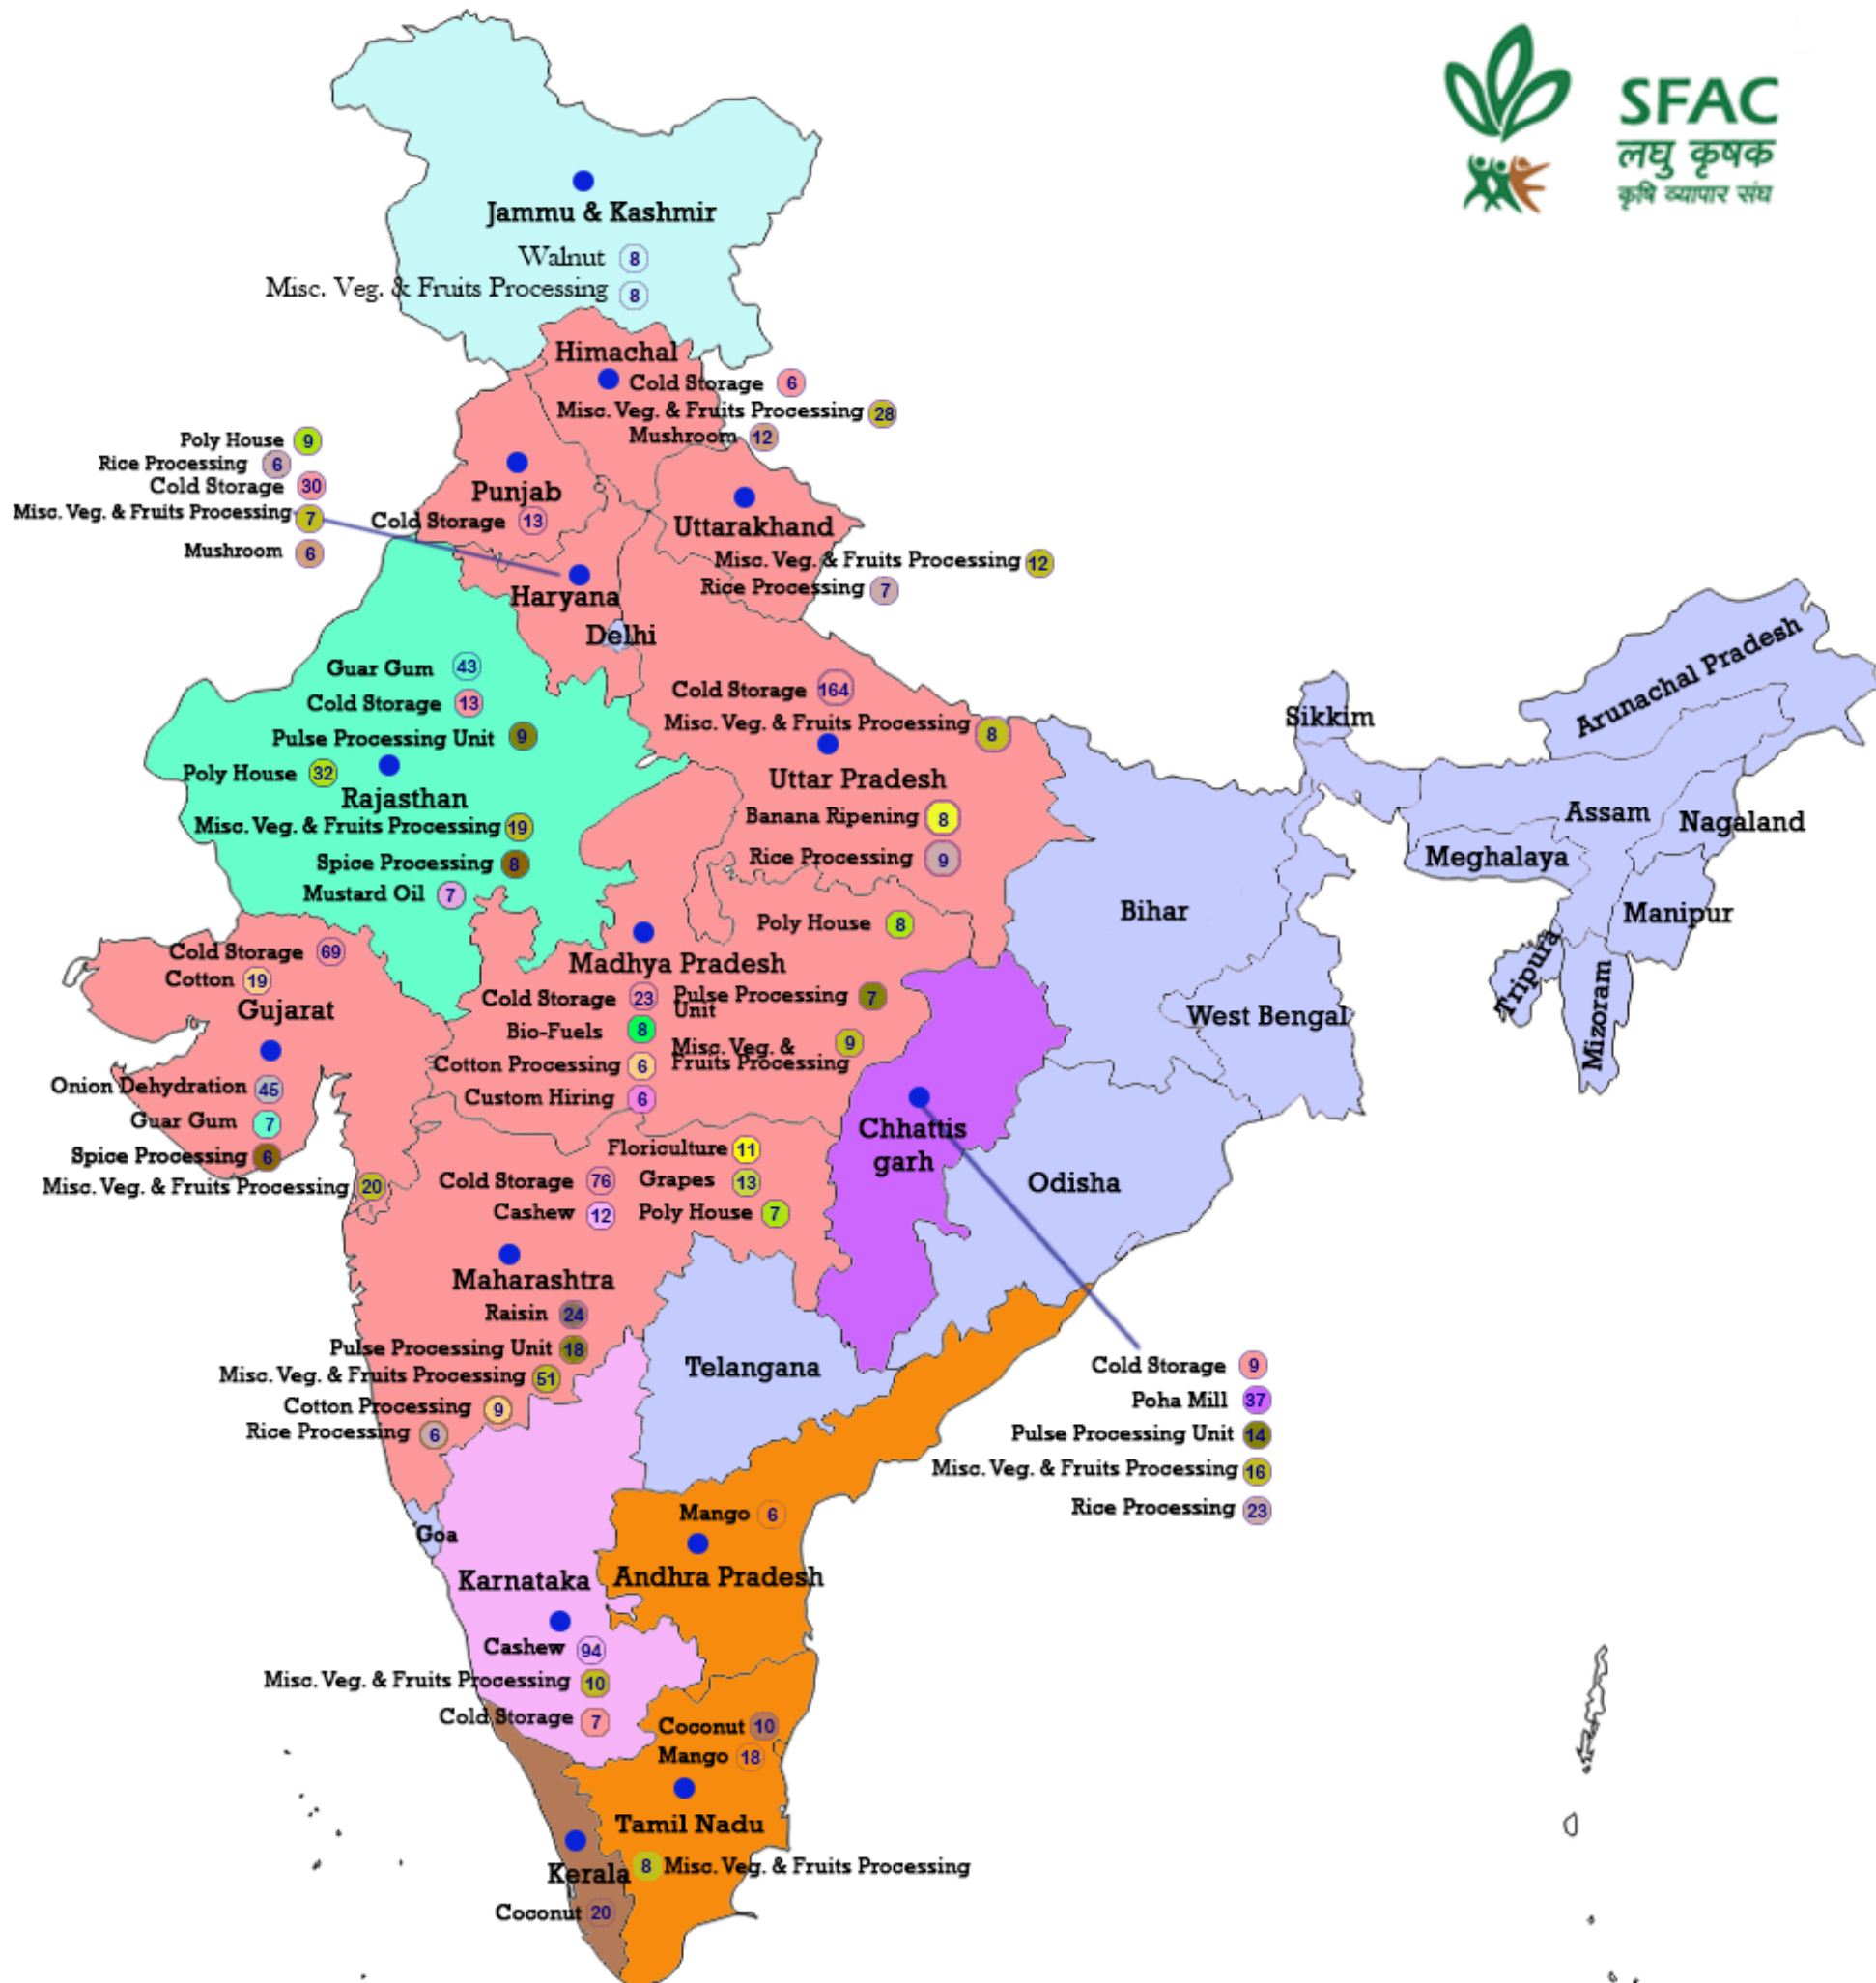 SFAC
लघु कृषक
कृषि व्यापार संघ
Jammu & Kashmir
Walnut 8
Misc. Veg. & Fruits Processing 8
Himachal
Cold Storage 6
Misc. Veg. & Fruits Processing 28
Mushroom 12
Poly House 9
Rice Processing 6
Cold Storage 30
Misc. Veg. & Fruits Processing 7
Mushroom 6
Punjab
Cold Storage 13
Uttarakhand
Misc. Veg. & Fruits Processing 12
Rice Processing 7
Haryana
Delhi
Guar Gum 43
Cold Storage 13
Pulse Processing Unit 9
Poly House 32
Rajasthan
Misc. Veg. & Fruits Processing 19
Spice Processing 8
Mustard Oil 7
Cold Storage 164
Misc. Veg. & Fruits Processing 8
Uttar Pradesh
Banana Ripening 8
Rice Processing 9
Sikkim
Arunachal Pradesh
Assam
Nagaland
Meghalaya
Manipur
Tripura
Mizoram
Bihar
West Bengal
Poly House 8
Madhya Pradesh
Cold Storage 23
Pulse Processing 7
Unit
Bio-Fuels 8
Misc. Veg. & 9
Fruits Processing
Cotton Processing 6
Custom Hiring 6
Cold Storage 69
Cotton 19
Gujarat
Onion Dehydration 45
Guar Gum 7
Spice Processing 6
Misc. Veg. & Fruits Processing 20
Chhattis
garh
Odisha
Floriculture 11
Cold Storage 76
Grapes 13
Cashew 12
Poly House 7
Maharashtra
Raisin 24
Pulse Processing Unit 18
Misc. Veg. & Fruits Processing 51
Cotton Processing 9
Rice Processing 6
Telangana
Cold Storage 9
Poha Mill 37
Pulse Processing Unit 14
Misc. Veg. & Fruits Processing 16
Rice Processing 23
Goa
Mango 6
Andhra Pradesh
Karnataka
Cashew 94
Misc. Veg. & Fruits Processing 10
Cold Storage 7
Coconut 10
Mango 18
Tamil Nadu
8 Misc. Veg. & Fruits Processing
Kerala
Coconut 20